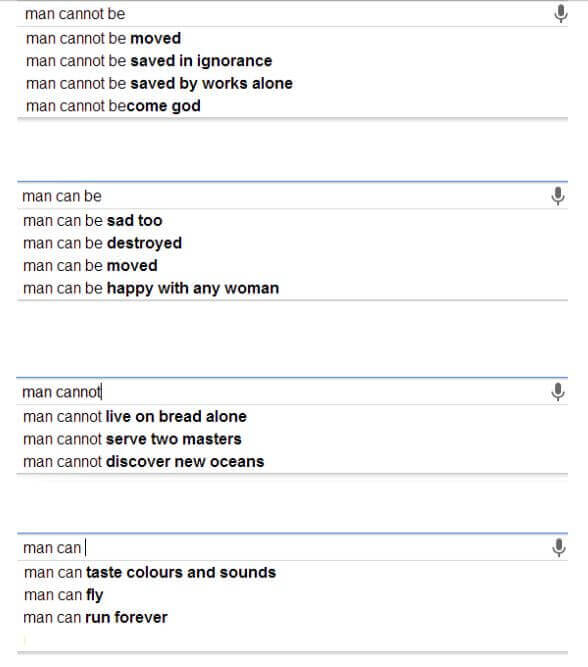 man cannot be
man cannot be moved
man cannot be saved in ignorance
man cannot be saved by works alone
man cannot become god
man can be
man can be sad too
man can be destroyed
man can be moved
man can be happy with any woman
man cannot
man cannot live on bread alone
man cannot serve two masters
man cannot discover new oceans
man can
man can taste colours and sounds
man can fly
man can run forever